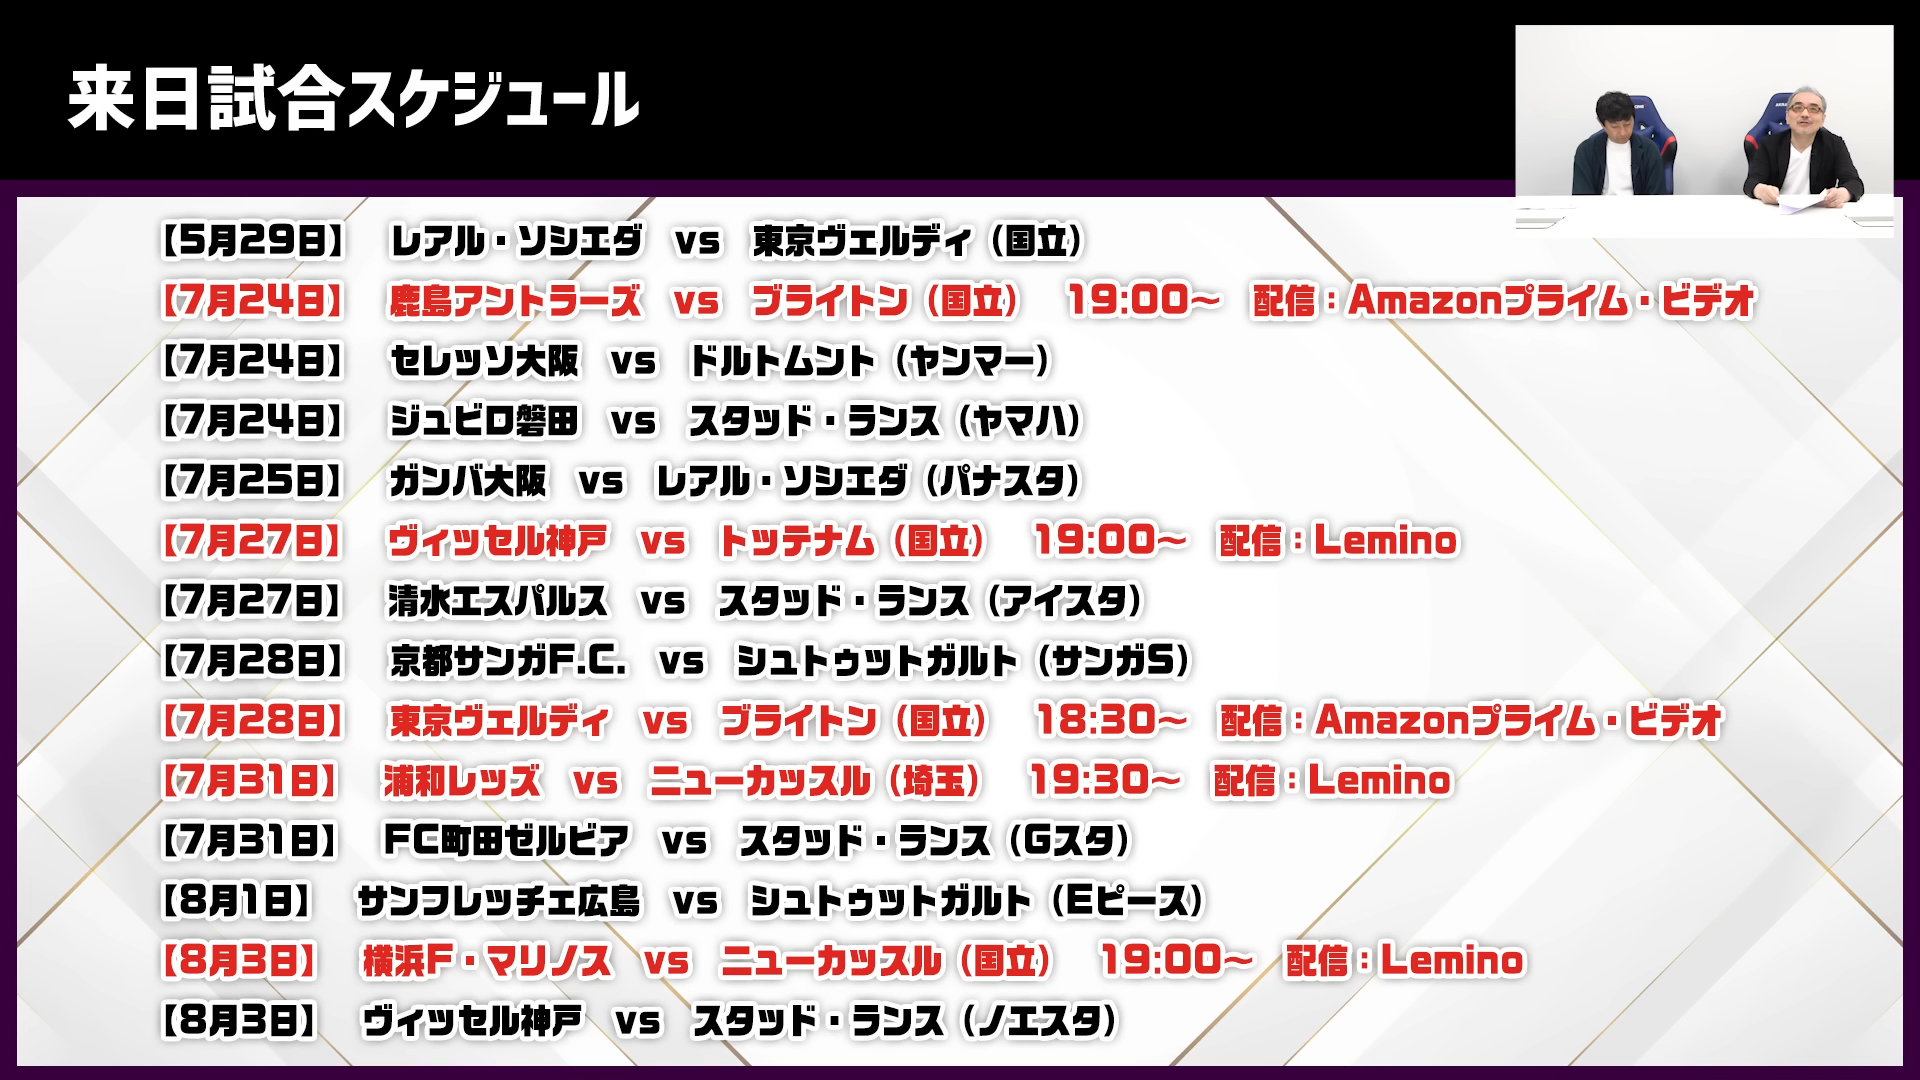 来日試合スケジュール
【5月29日】 レアル・ソシエダ vs 東京ヴェルディ（国立）
【7月24日】 鹿島アントラーズ vs ブライトン（国立） 19:00～ 配信：Amazonプライム・ビデオ
【7月24日】 セレッソ大阪 vs ドルトムント（ヤンマー）
【7月24日】 ジュビロ磐田 vs スタッド・ランス（ヤマハ）
【7月25日】 ガンバ大阪 vs レアル・ソシエダ（パナスタ）
【7月27日】 ヴィッセル神戸 vs トッテナム（国立） 19:00～ 配信：Lemino
【7月27日】 清水エスパルス vs スタッド・ランス（アイスタ）
【7月28日】 京都サンガF.C. vs シュトゥットガルト（サンガS）
【7月28日】 東京ヴェルディ vs ブライトン（国立） 18:30～ 配信：Amazonプライム・ビデオ
【7月31日】 浦和レッズ vs ニューカッスル（埼玉） 19:30～ 配信：Lemino
【7月31日】 FC町田ゼルビア vs スタッド・ランス（Gスタ）
【8月1日】 サンフレッチェ広島 vs シュトゥットガルト（Eピース）
【8月3日】 横浜F・マリノス vs ニューカッスル（国立） 19:00～ 配信：Lemino
【8月3日】 ヴィッセル神戸 vs スタッド・ランス（ノエスタ）